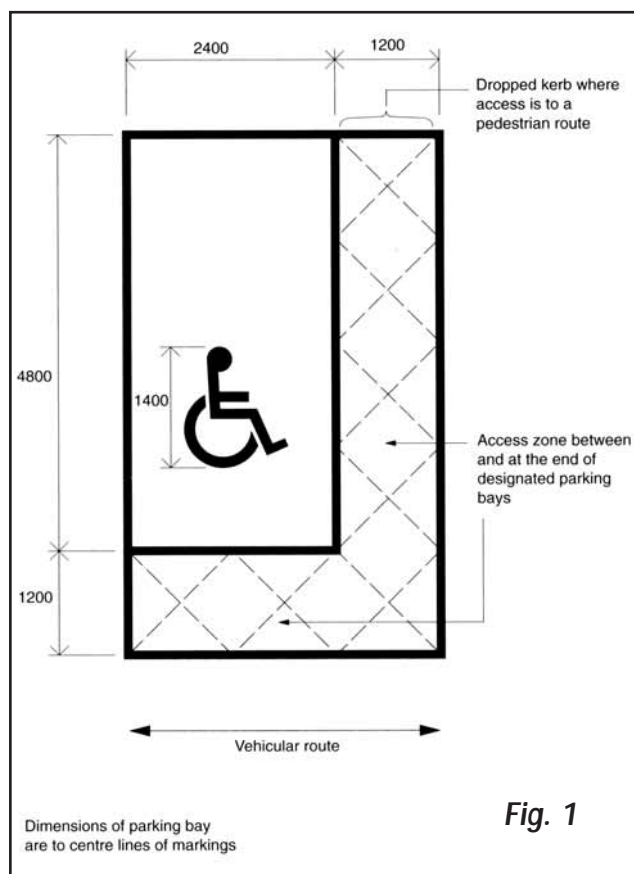 2400
1200
Dropped kerb where
access is to a
pedestrian route
4800
1400
Access zone between
and at the end of
designated parking
bays
1200
Vehicular route
Dimensions of parking bay
are to centre lines of markings
Fig. 1